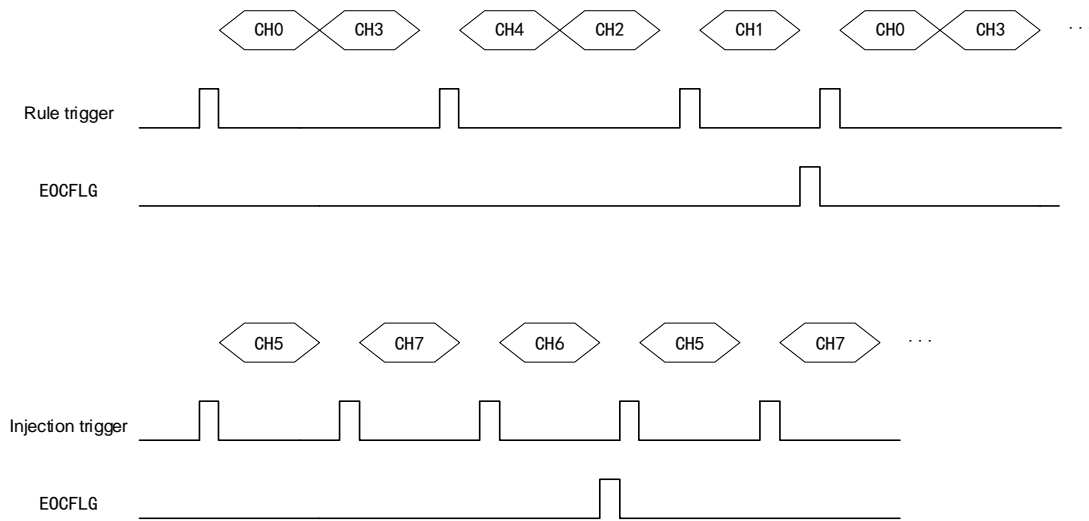 CH0 CH3 CH4 CH2 CH1 CH0 CH3 ··
Rule trigger
EOCFLG
CH5 CH7 CH6 CH5 CH7 ···
Injection trigger
EOCFLG